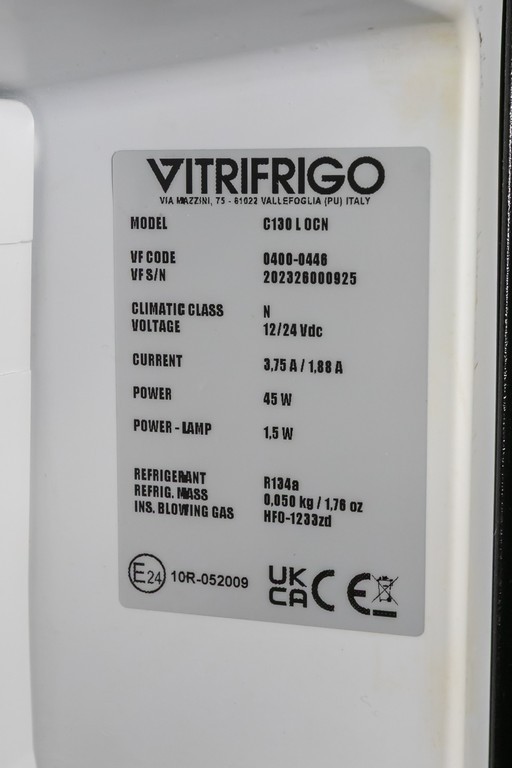 VITRIFRIGO
VIA MAZZINI, 75 - 61022 VALLEFOGLIA (PU) ITALY
MODEL C130 L OCN
VF CODE 0400-0446
VF S/N 202326000925
CLIMATIC CLASS N
VOLTAGE 12/24 Vdc
CURRENT 3,75 A / 1,88 A
POWER 45 W
POWER - LAMP 1,5 W
REFRIGERANT R134a
REFRIG. MASS 0,050 kg / 1,76 oz
INS. BLOWING GAS HFO-1233zd
E24 10R-052009 UK CA CE